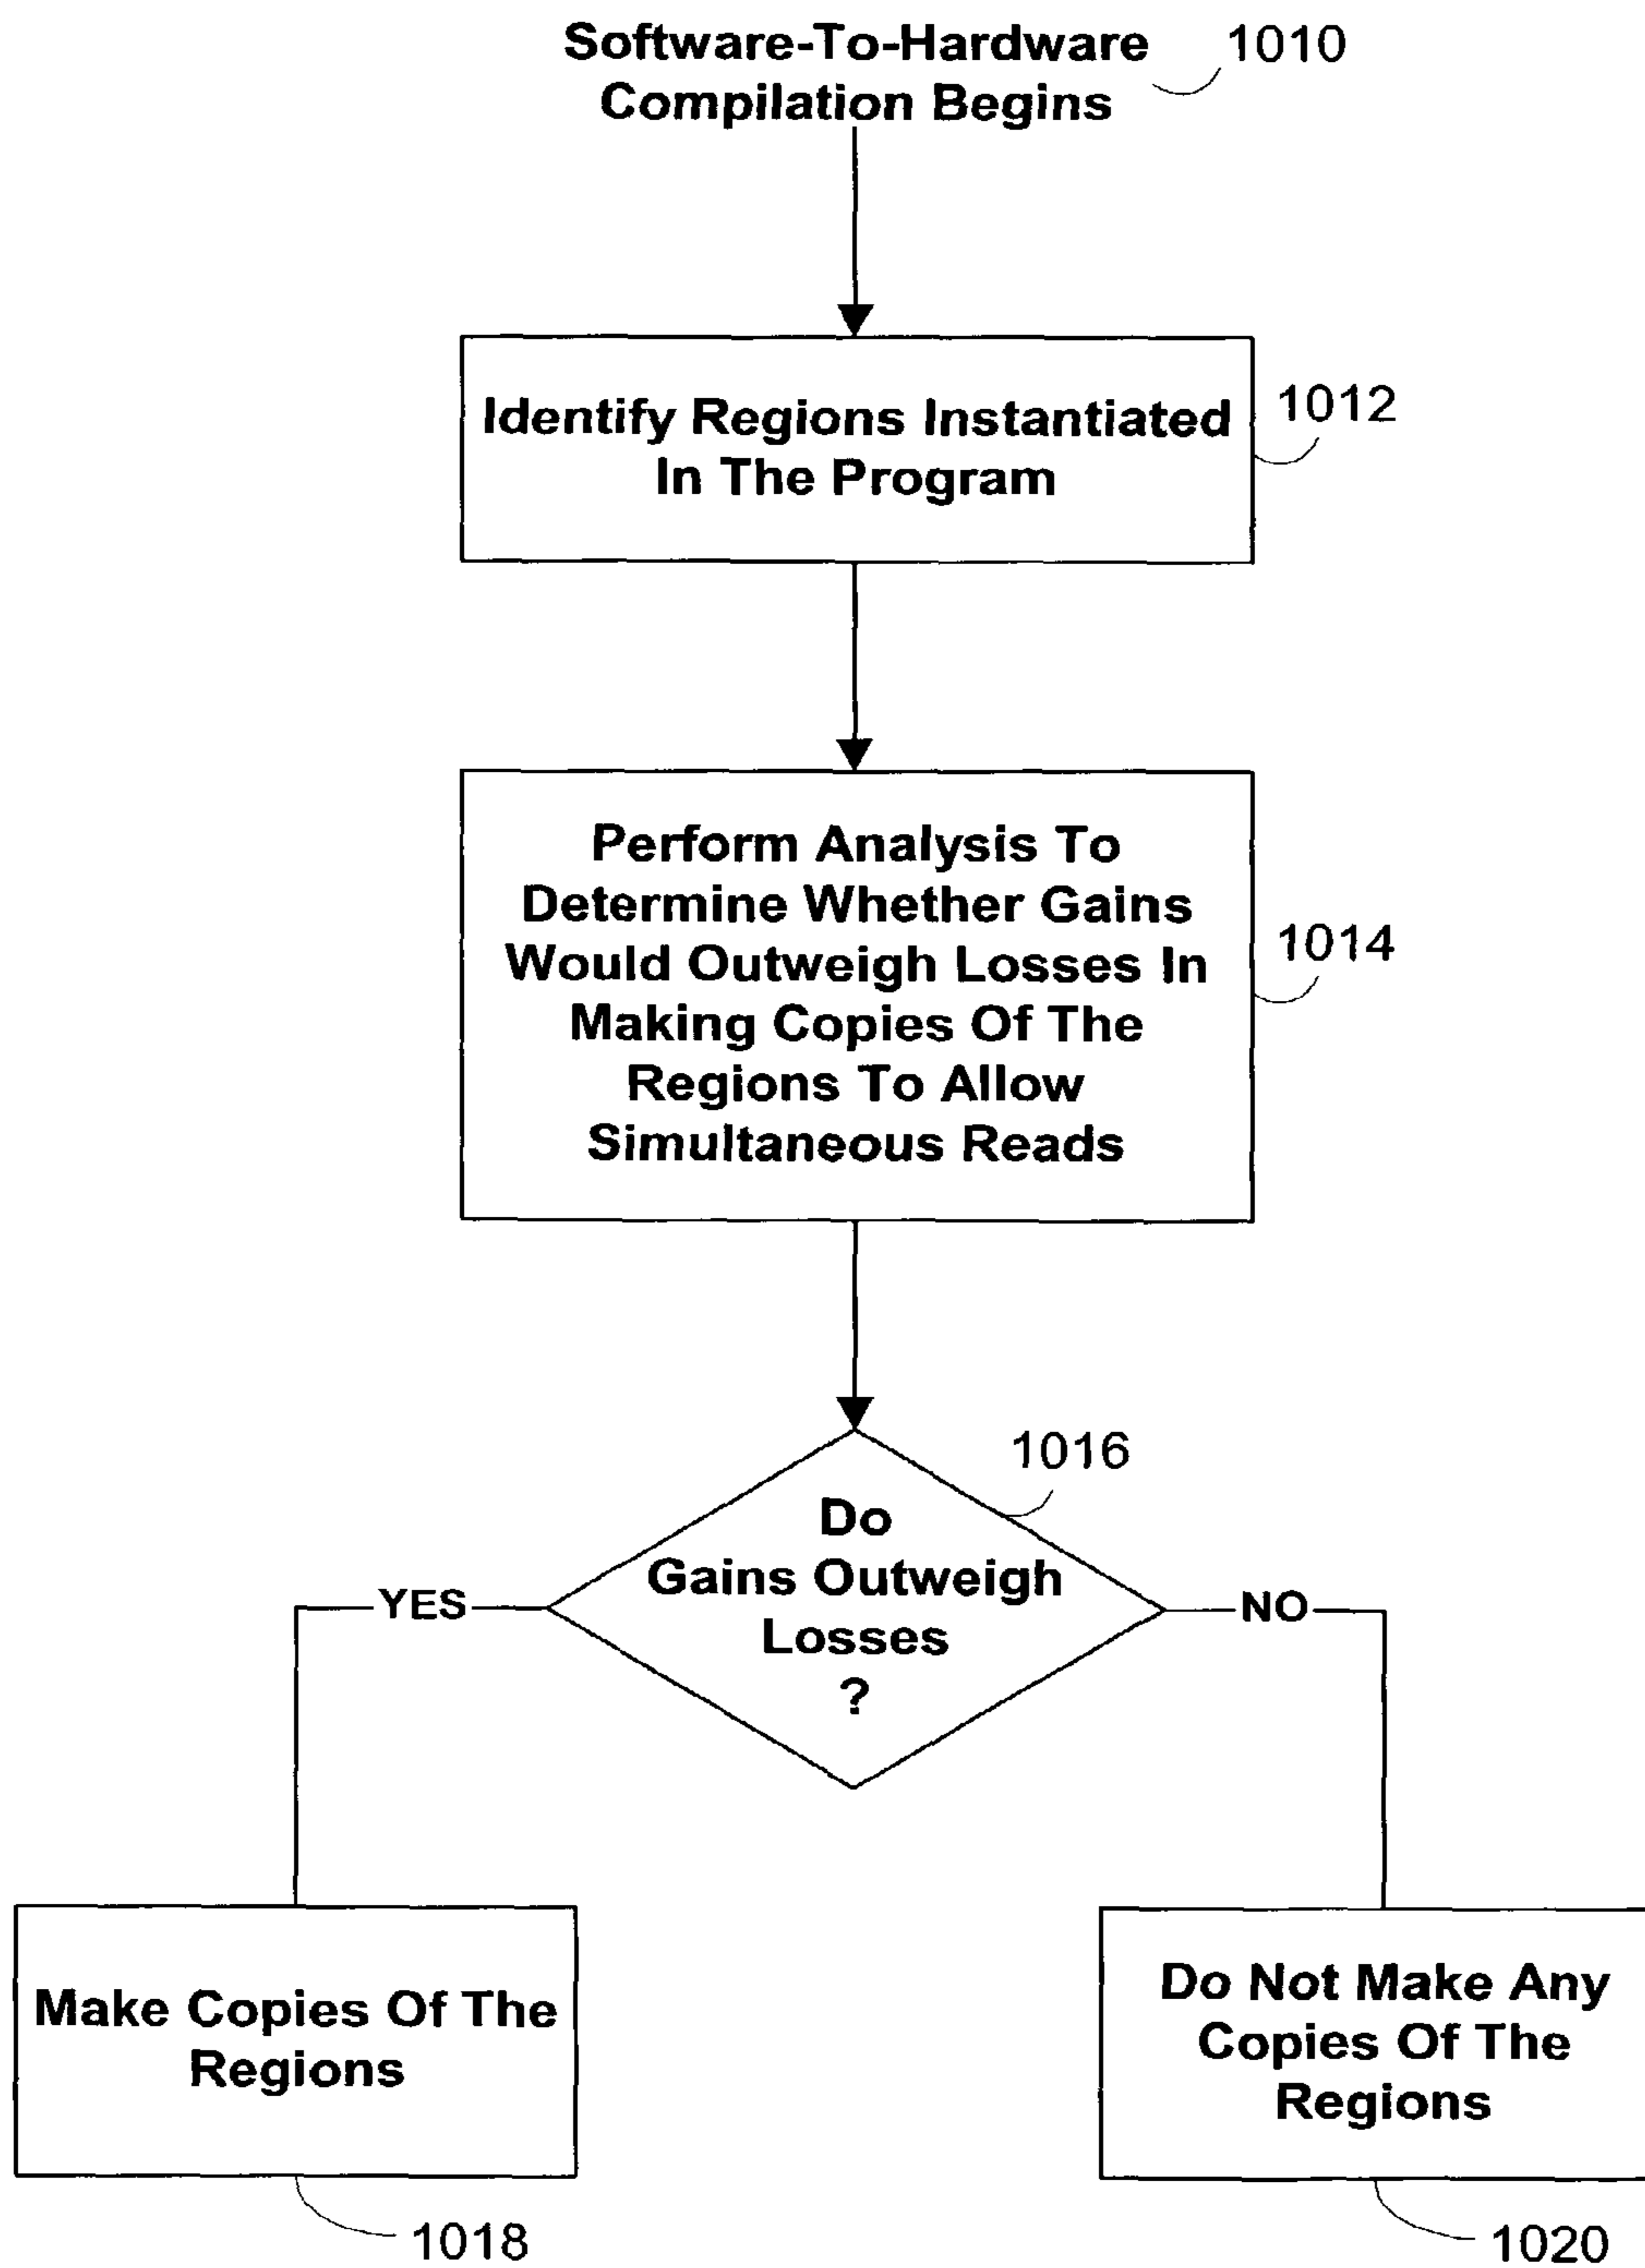 Software-To-Hardware 1010
Compilation Begins
Identify Regions Instantiated 1012
In The Program
Perform Analysis To
Determine Whether Gains
Would Outweigh Losses In 1014
Making Copies Of The
Regions To Allow
Simultaneous Reads
1016
Do
Gains Outweigh
Losses
?
YES
NO
Make Copies Of The
Regions
1018
Do Not Make Any
Copies Of The
Regions
1020